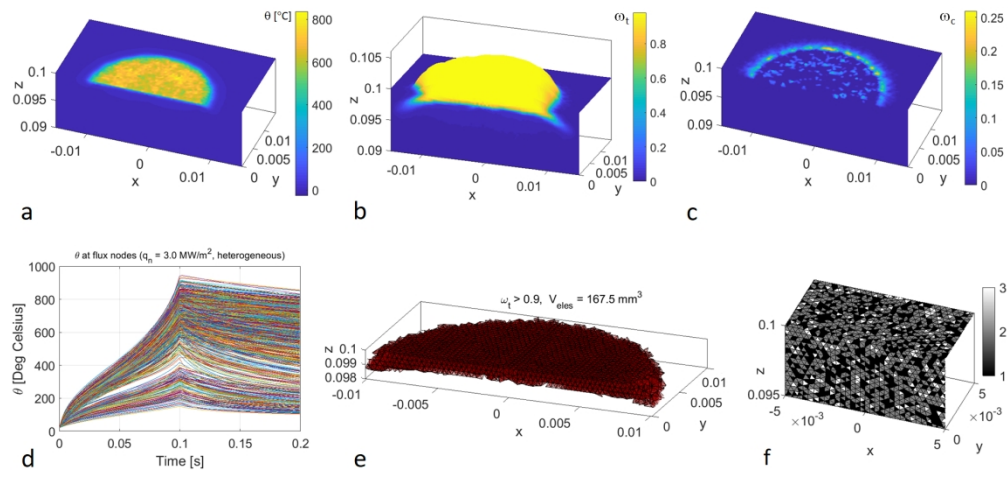 θ [°C]
800
600
400
200
0
z
0.1
0.095
0.09
-0.01
0
0.01
x
0
0.005
0.01
y
a
ω_t
0.8
0.6
0.4
0.2
0
z
0.105
0.1
0.095
0.09
-0.01
0
0.01
x
0
0.005
0.01
y
b
ω_c
0.25
0.2
0.15
0.1
0.05
0
z
0.1
0.095
0.09
-0.01
0
0.01
x
0
0.005
0.01
y
c
θ at flux nodes (q_n = 3.0 MW/m², heterogeneous)
θ [Deg Celsius]
1000
800
600
400
200
0
0
0.05
0.1
0.15
0.2
Time [s]
d
ω_t > 0.9, V_eles = 167.5 mm³
z
0.1
0.099
0.098
-0.01
-0.005
0
0.005
0.01
x
0
0.01
y
e
3
2
1
z
0.1
0.095
-5
0
5
×10⁻³
x
0
5
×10⁻³
y
f